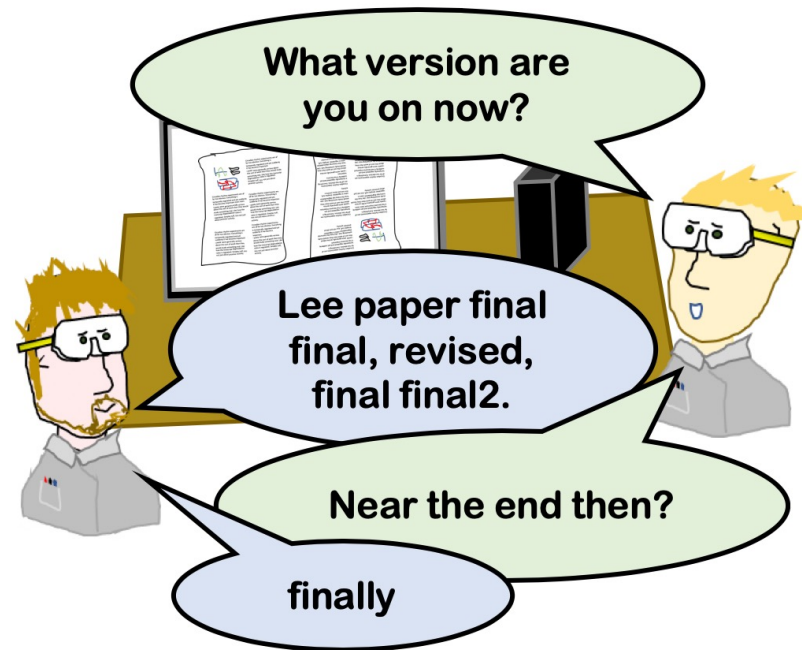 What version are
you on now?
Lee paper final
final, revised,
final final2.
Near the end then?
finally